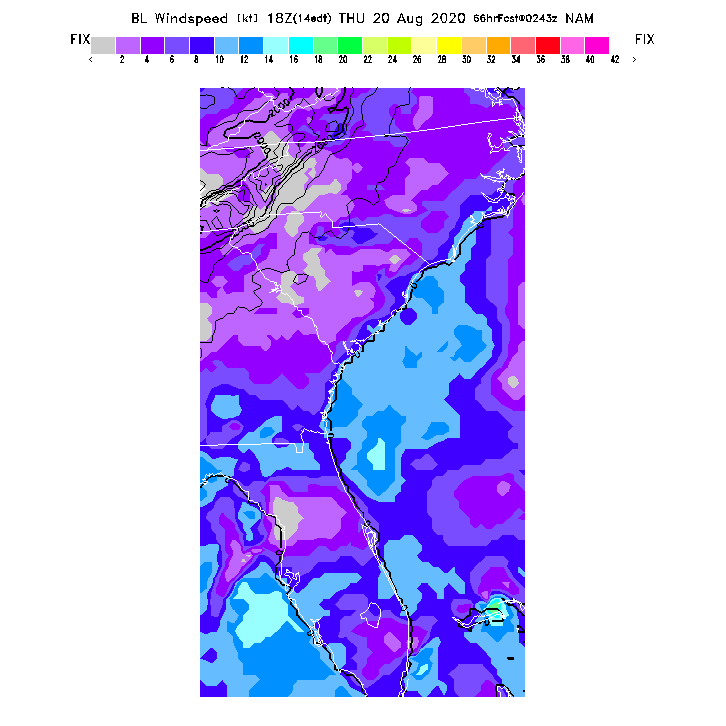 BL Windspeed [kt] 18Z(14edt) THU 20 Aug 2020 66hrFcst@0243z NAM
FIX FIX
< 2 4 6 8 10 12 14 16 18 20 22 24 26 28 30 32 34 36 38 40 42 >
2000